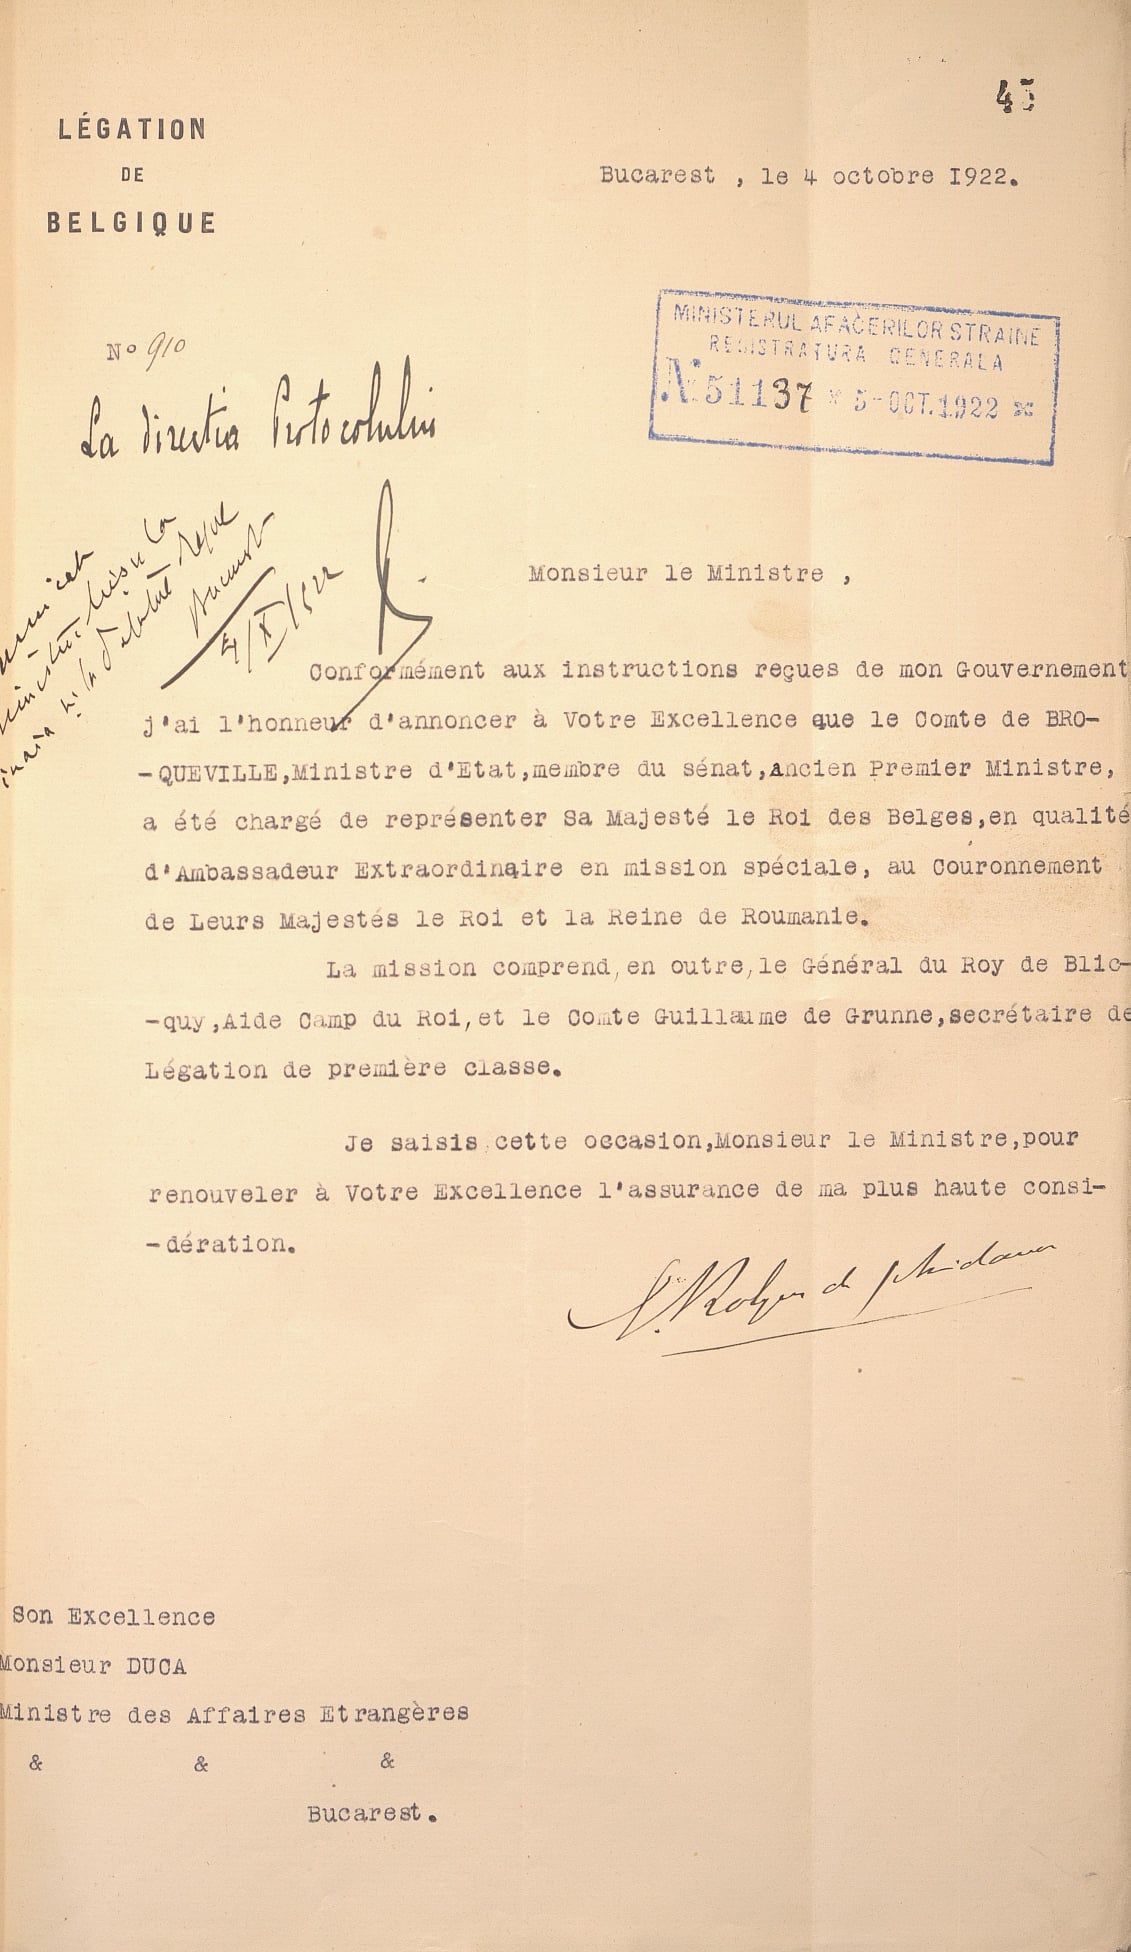 45
LÉGATION
DE
BELGIQUE
Bucarest , le 4 octobre I922.
MINISTERUL AFACERILOR STRAINE
REGISTRATURA GENERALA
Nº 51137 * 5-OCT.1922 *
Nº 910
La direcția Protocolului
Monsieur le Ministre ,
Conformément aux instructions reçues de mon Gouvernement
j'ai l'honneur d'annoncer à Votre Excellence que le Comte de BRO-
-QUEVILLE,Ministre d'Etat,membre du sénat,Ancien Premier Ministre,
a été chargé de représenter Sa Majesté le Roi des Belges,en qualité
d'Ambassadeur Extraordinaire en mission spéciale, au Couronnement
de Leurs Majestés le Roi et la Reine de Roumanie.
La mission comprend,en outre,le Général du Roy de Blic-
-quy,Aide Camp du Roi,et le Comte Guillaume de Grunne,secrétaire de
Légation de première classe.
Je saisis cette occasion,Monsieur le Ministre,pour
renouveler à Votre Excellence l'assurance de ma plus haute consi-
-dération.
Son Excellence
Monsieur DUCA
Ministre des Affaires Etrangères
& & &
Bucarest.